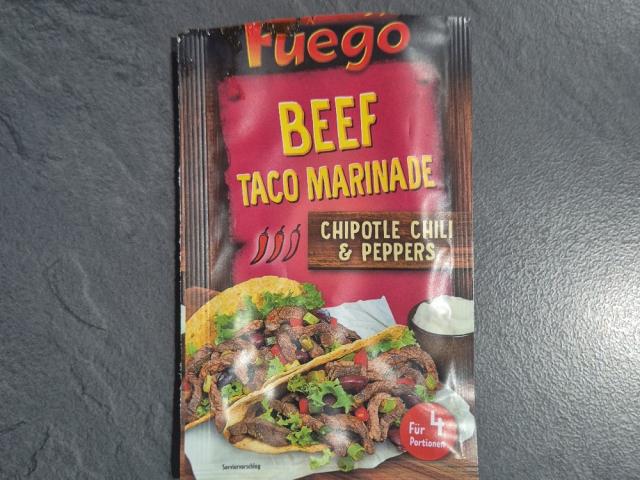 Fuego
BEEF
TACO MARINADE
CHIPOTLE CHILI
& PEPPERS
Für 4
Portionen
Serviervorschlag